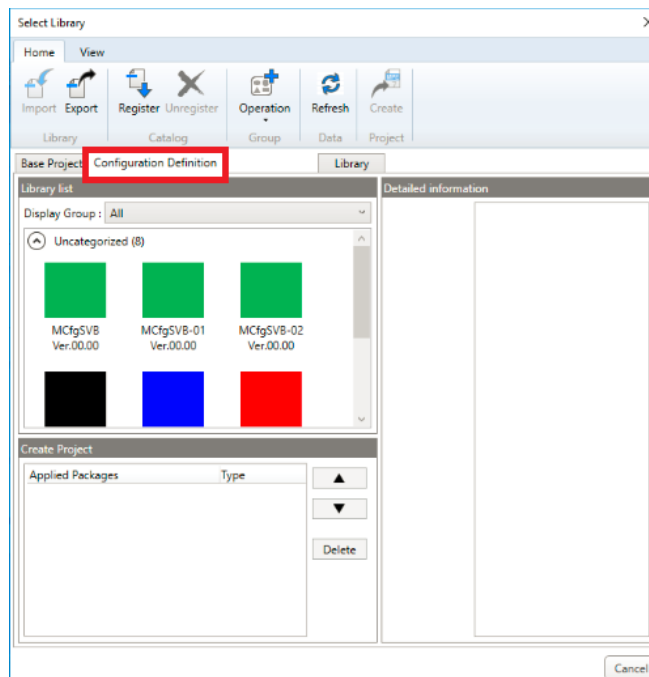 Select Library
Home View
Import Export Register Unregister Operation Refresh Create
Library Catalog Group Data Project
Base Project Configuration Definition Library
Library list
Display Group : All
Uncategorized (8)
MCfgSVB MCfgSVB-01 MCfgSVB-02
Ver.00.00 Ver.00.00 Ver.00.00
Detailed information
Create Project
Applied Packages Type
Delete
Cancel